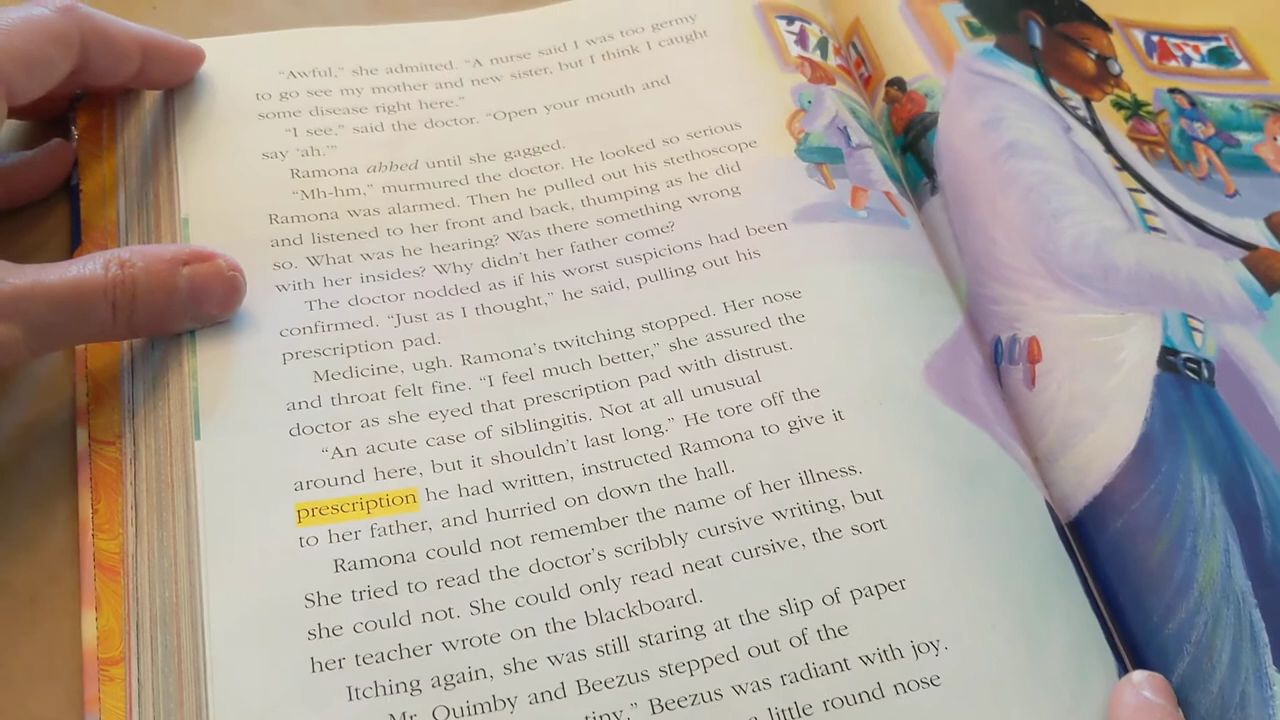 "Awful," she admitted. "A nurse said I was too germy
to go see my mother and new sister, but I think I caught
some disease right here."
"I see," said the doctor. "Open your mouth and
say 'ah.'"
Ramona ahhed until she gagged.
"Mh-hm," murmured the doctor. He looked so serious
Ramona was alarmed. Then he pulled out his stethoscope
and listened to her front and back, thumping as he did
so. What was he hearing? Was there something wrong
with her insides? Why didn't her father come?
The doctor nodded as if his worst suspicions had been
confirmed. "Just as I thought," he said, pulling out his
prescription pad.
Medicine, ugh. Ramona's twitching stopped. Her nose
and throat felt fine. "I feel much better," she assured the
doctor as she eyed that prescription pad with distrust.
"An acute case of siblingitis. Not at all unusual
around here, but it shouldn't last long." He tore off the
prescription he had written, instructed Ramona to give it
to her father, and hurried on down the hall.
Ramona could not remember the name of her illness.
She tried to read the doctor's scribbly cursive writing, but
she could not. She could only read neat cursive, the sort
her teacher wrote on the blackboard.
Itching again, she was still staring at the slip of paper
Mr. Quimby and Beezus stepped out of the
tiny." Beezus was radiant with joy.
a little round nose